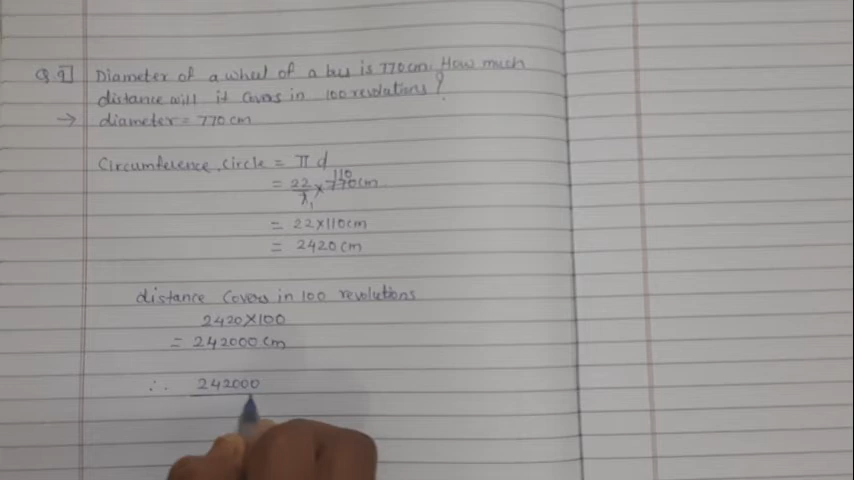 Q.9] Diameter of a wheel of a bus is 770 cm. How much
distance will it covers in 100 revolutions?
→ diameter = 770 cm
Circumference, circle = π d
= 22/7 × 770 cm 110
1
= 22×110 cm
= 2420 cm
distance covers in 100 revolutions
2420×100
= 242000 cm
∴ 242000